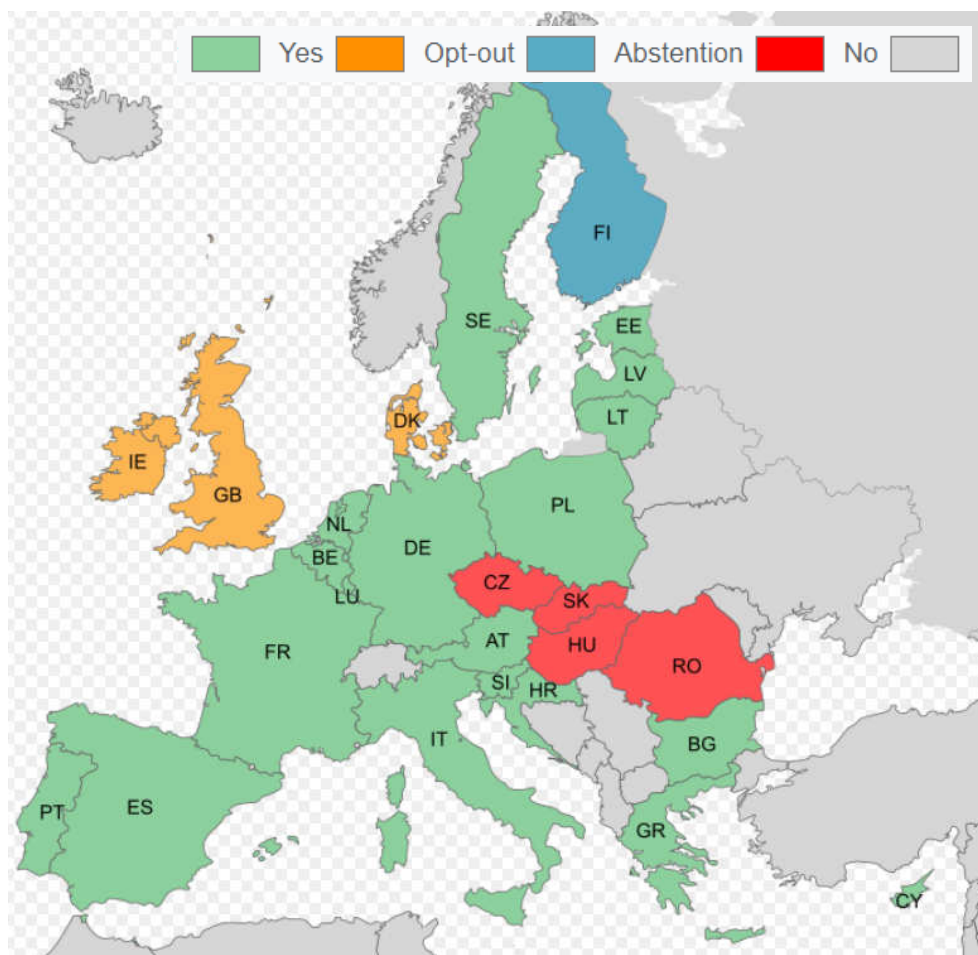 Yes Opt-out Abstention No
FI
SE
EE
LV
LT
DK
IE
GB
NL
PL
BE
DE
LU
CZ
SK
AT
HU
FR
RO
SI
HR
IT
BG
PT
ES
GR
CY